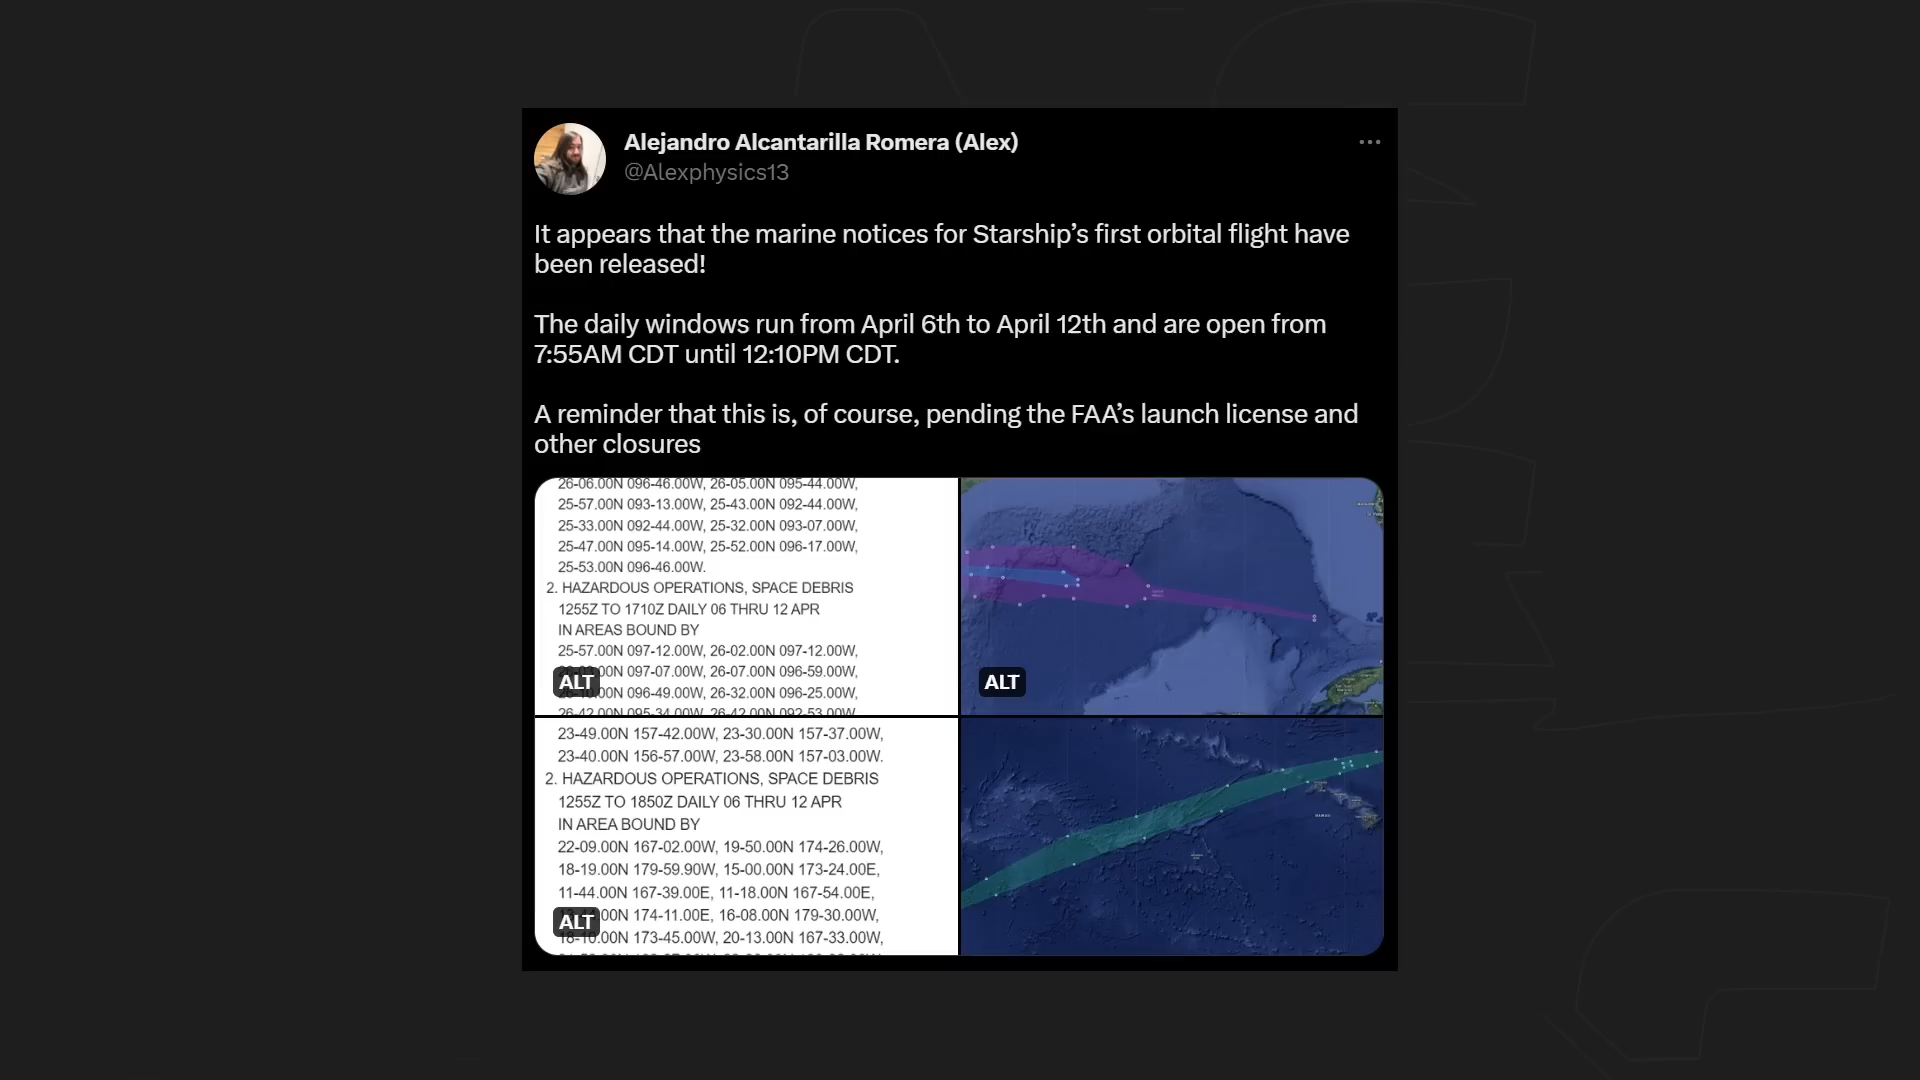 Alejandro Alcantarilla Romera (Alex)
@Alexphysics13
It appears that the marine notices for Starship’s first orbital flight have
been released!
The daily windows run from April 6th to April 12th and are open from
7:55AM CDT until 12:10PM CDT.
A reminder that this is, of course, pending the FAA’s launch license and
other closures
26-06.00N 096-46.00W, 26-05.00N 095-44.00W,
25-57.00N 093-13.00W, 25-43.00N 092-44.00W,
25-33.00N 092-44.00W, 25-32.00N 093-07.00W,
25-47.00N 095-14.00W, 25-52.00N 096-17.00W,
25-53.00N 096-46.00W.
2. HAZARDOUS OPERATIONS, SPACE DEBRIS
1255Z TO 1710Z DAILY 06 THRU 12 APR
IN AREAS BOUND BY
25-57.00N 097-12.00W, 26-02.00N 097-12.00W,
097-07.00W, 26-07.00N 096-59.00W,
096-49.00W, 26-32.00N 096-25.00W,
26-42.00N 095-34.00W, 26-42.00N 092-53.00W
ALT
ALT
23-49.00N 157-42.00W, 23-30.00N 157-37.00W,
23-40.00N 156-57.00W, 23-58.00N 157-03.00W.
2. HAZARDOUS OPERATIONS, SPACE DEBRIS
1255Z TO 1850Z DAILY 06 THRU 12 APR
IN AREA BOUND BY
22-09.00N 167-02.00W, 19-50.00N 174-26.00W,
18-19.00N 179-59.90W, 15-00.00N 173-24.00E,
11-44.00N 167-39.00E, 11-18.00N 167-54.00E,
174-11.00E, 16-08.00N 179-30.00W,
18-10.00N 173-45.00W, 20-13.00N 167-33.00W,
ALT